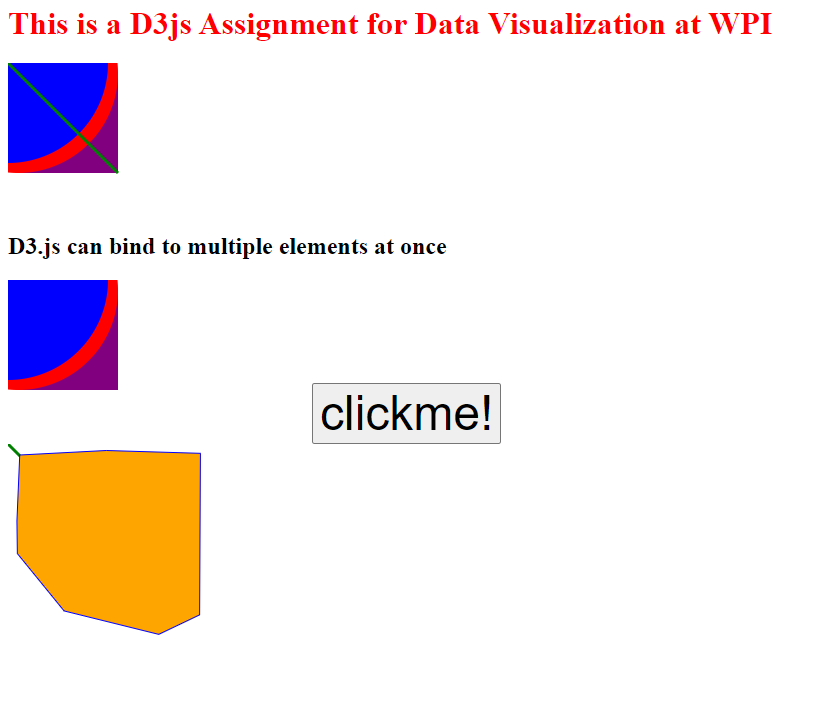 This is a D3js Assignment for Data Visualization at WPI
D3.js can bind to multiple elements at once
clickme!